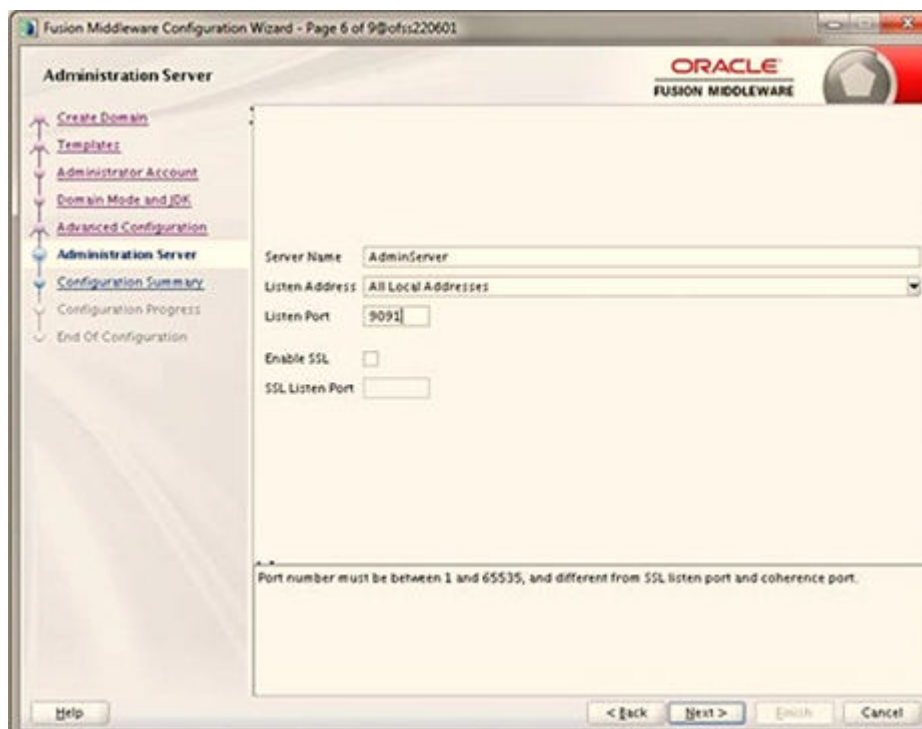 Fusion Middleware Configuration Wizard - Page 6 of 9@ofss220601
Administration Server
ORACLE
FUSION MIDDLEWARE
Create Domain
Templates
Administrator Account
Domain Mode and JDK
Advanced Configuration
Administration Server
Configuration Summary
Configuration Progress
End Of Configuration
Server Name AdminServer
Listen Address All Local Addresses
Listen Port 9091
Enable SSL
SSL Listen Port
Port number must be between 1 and 65535, and different from SSL listen port and coherence port.
Help
< Back Next > Finish Cancel